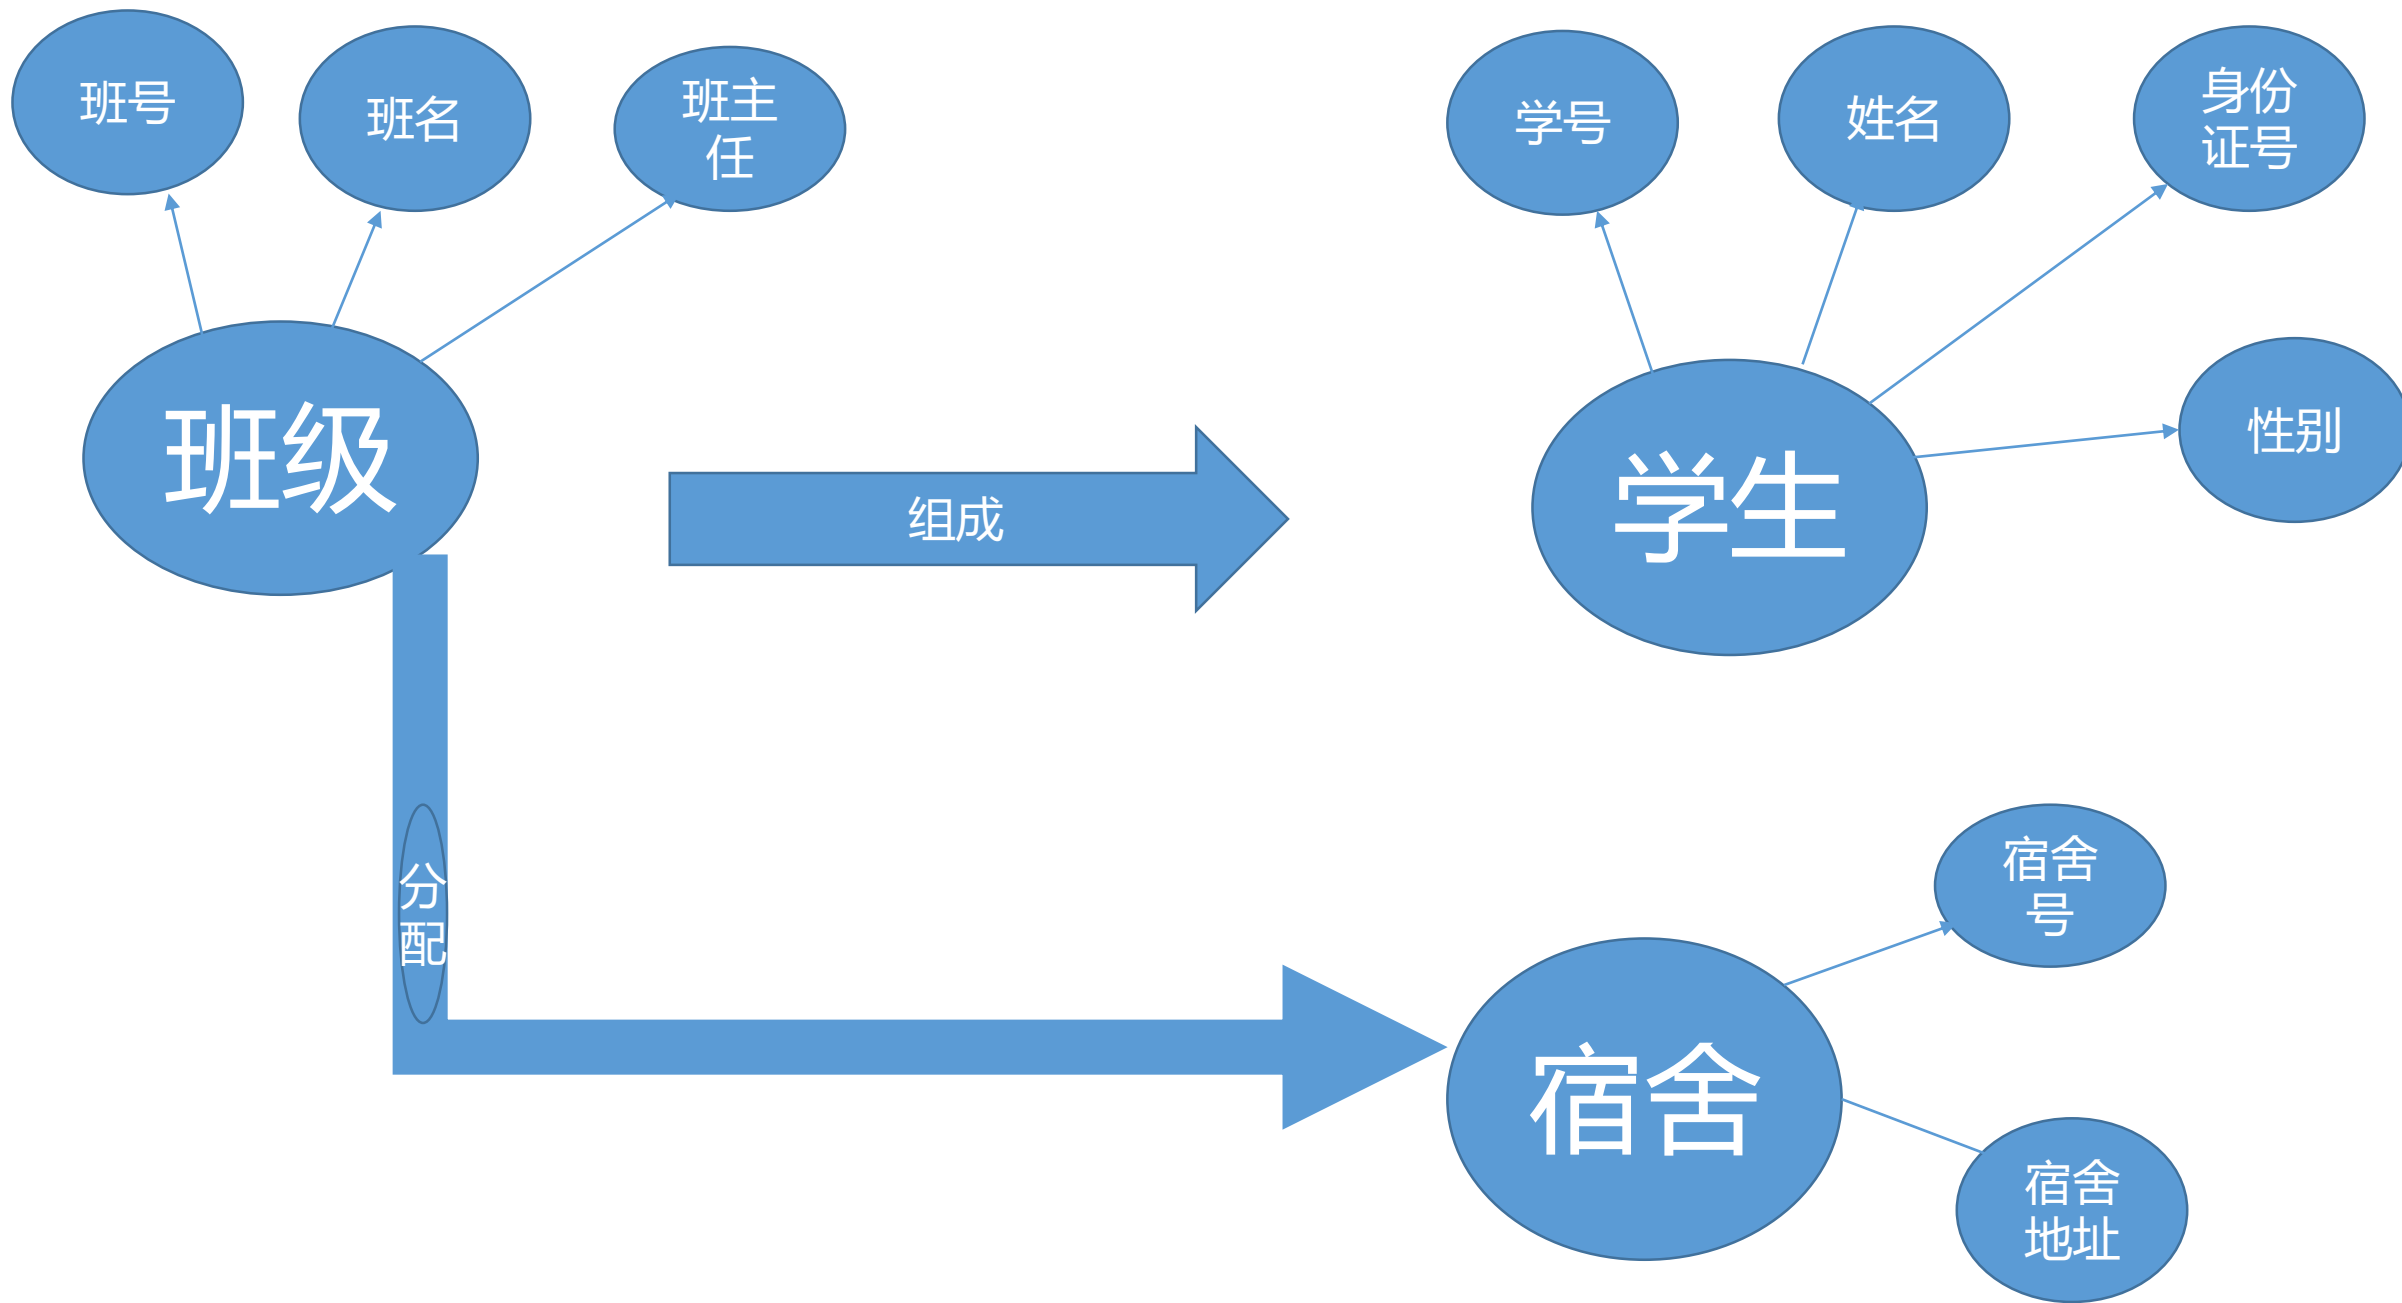 班号
班名
班主
任
学号
姓名
身份
证号
班级
组成
学生
性别
分
配
宿舍
号
宿舍
宿舍
地址